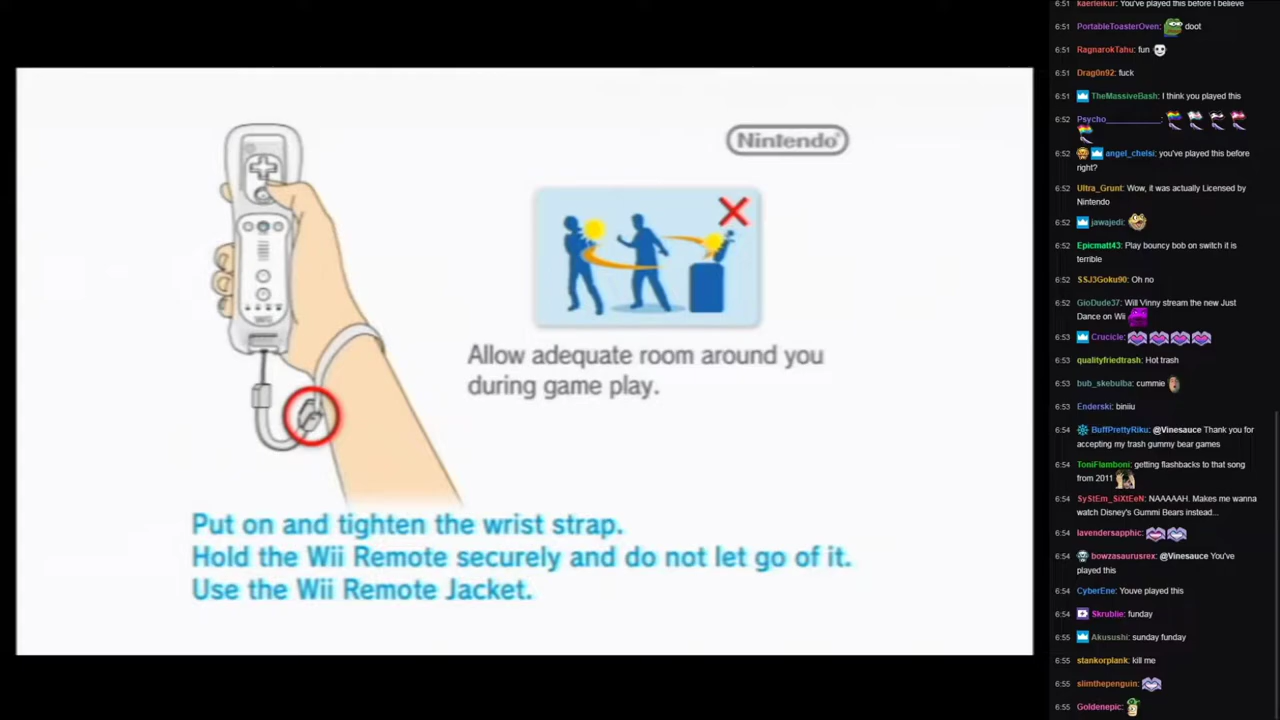 Nintendo
Allow adequate room around you
during game play.
Put on and tighten the wrist strap.
Hold the Wii Remote securely and do not let go of it.
Use the Wii Remote Jacket.
6:51 kaerleikur: You've played this before I believe
6:51 PortableToasterOven: doot
6:51 RagnarokTahu: fun
6:51 Drag0n92: fuck
6:51 TheMassiveBash: I think you played this
6:52 Psycho____________:
6:52 angel_chelsi: you've played this before
right?
6:52 Ultra_Grunt: Wow, it was actually Licensed by
Nintendo
6:52 jawajedi:
6:52 Epicmatt43: Play bouncy bob on switch it is
terrible
6:52 SSJ3Goku90: Oh no
6:52 GioDude37: Will Vinny stream the new Just
Dance on Wii
6:53 Crucicle:
6:53 qualityfriedtrash: Hot trash
6:53 bub_skebulba: cummie
6:53 Enderski: biniiu
6:54 BuffPrettyRiku: @Vinesauce Thank you for
accepting my trash gummy bear games
6:54 ToniFlamboni: getting flashbacks to that song
from 2011
6:54 SyStEm_SiXtEeN: NAAAAAH. Makes me wanna
watch Disney's Gummi Bears instead...
6:54 lavendersapphic:
6:54 bowzasaurusrex: @Vinesauce You've
played this
6:54 CyberEne: Youve played this
6:54 Skrublie: funday
6:55 Akusushi: sunday funday
6:55 stankorplank: kill me
6:55 slimthepenguin:
6:55 Goldenepic: